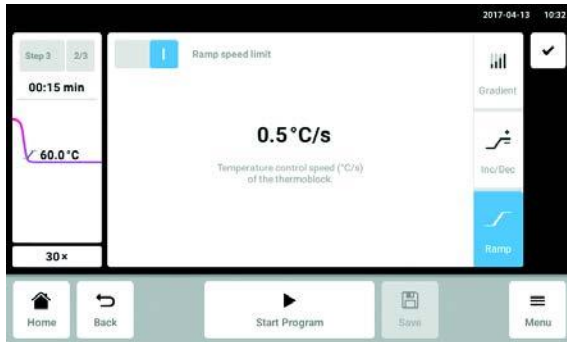 2017-04-13 10:32
Step 3 2/3
00:15 min
60.0°C
30×
I Ramp speed limit
0.5°C/s
Temperature control speed (°C/s)
of the thermoblock.
Gradient
Inc/Dec
Ramp
Home
Back
Start Program
Save
Menu